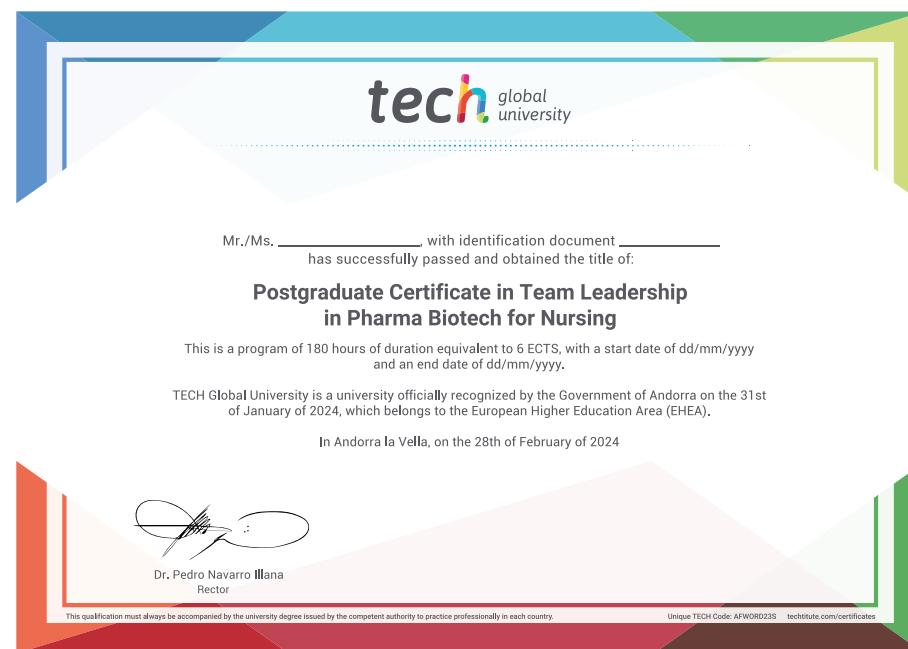 tech global university
Mr./Ms. ____________, with identification document ____________
has successfully passed and obtained the title of:
Postgraduate Certificate in Team Leadership
in Pharma Biotech for Nursing
This is a program of 180 hours of duration equivalent to 6 ECTS, with a start date of dd/mm/yyyy
and an end date of dd/mm/yyyy.
TECH Global University is a university officially recognized by the Government of Andorra on the 31st
of January of 2024, which belongs to the European Higher Education Area (EHEA).
In Andorra la Vella, on the 28th of February of 2024
Dr. Pedro Navarro Illana
Rector
This qualification must always be accompanied by the university degree issued by the competent authority to practice professionally in each country.
Unique TECH Code: AFWORD23S techtitute.com/certificates